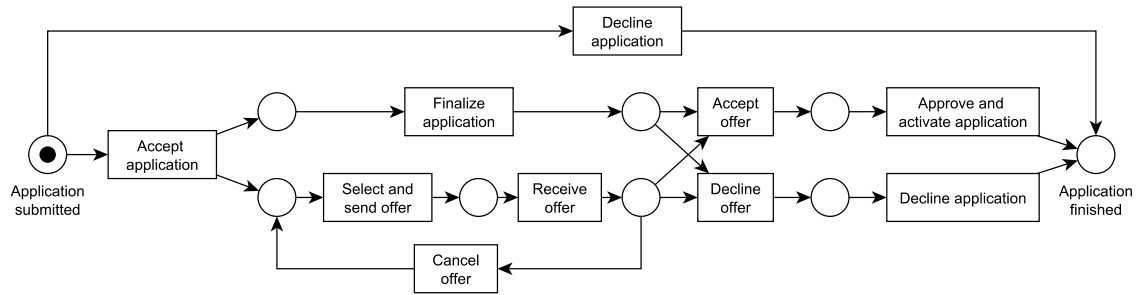 Decline
application
Finalize
application
Accept
offer
Approve and
activate application
Accept
application
Application
submitted
Select and
send offer
Receive
offer
Decline
offer
Decline application
Application
finished
Cancel
offer